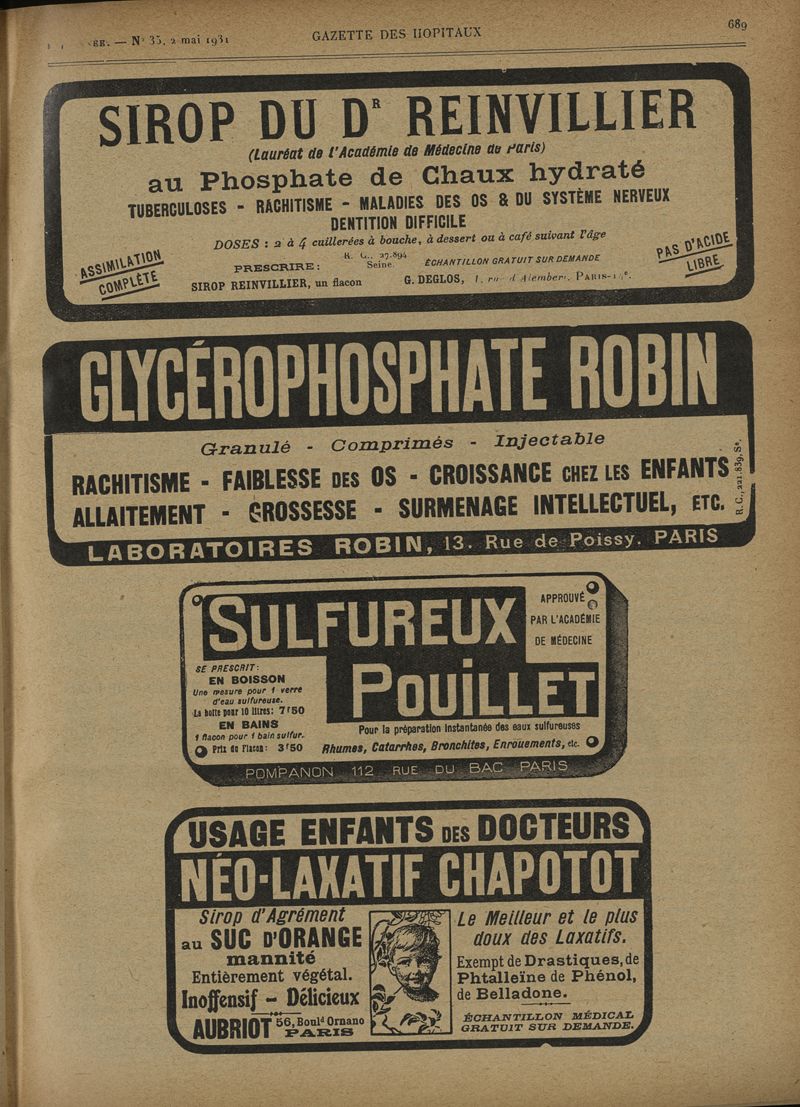 N° 35, 2 mai 1931
GAZETTE DES HOPITAUX
689
SIROP DU Dr REINVILLIER
(Lauréat de l'Académie de Médecine de Paris)
au Phosphate de Chaux hydraté
TUBERCULOSES - RACHITISME - MALADIES DES OS & DU SYSTÈME NERVEUX
DENTITION DIFFICILE
DOSES : 2 à 4 cuillerées à bouche, à dessert ou à café suivant l'âge
ASSIMILATION
COMPLÈTE
PRESCRIRE :
SIROP REINVILLIER, un flacon
R. C., 27.894
Seine
ÉCHANTILLON GRATUIT SUR DEMANDE
G. DEGLOS, rue d'Alembert, PARIS
PAS D'ACIDE
LIBRE
GLYCÉROPHOSPHATE ROBIN
Granulé - Comprimés - Injectable
RACHITISME - FAIBLESSE DES OS - CROISSANCE CHEZ LES ENFANTS
ALLAITEMENT - GROSSESSE - SURMENAGE INTELLECTUEL, ETC.
R. C., 221.839, Se.
LABORATOIRES ROBIN, 13. Rue de Poissy. PARIS
SULFUREUX
POUILLET
APPROUVÉ
PAR L'ACADÉMIE
DE MÉDECINE
SE PRESCRIT:
EN BOISSON
Une mesure pour 1 verre
d'eau sulfureuse.
La boîte pour 10 litres: 7f50
EN BAINS
1 flacon pour 1 bain sulfur.
Prix du Flacon: 3f50
Pour la préparation instantanée des eaux sulfureuses
Rhumes, Catarrhes, Bronchites, Enrouements, etc.
POMPANON 112 RUE DU BAC PARIS
USAGE ENFANTS DES DOCTEURS
NÉO-LAXATIF CHAPOTOT
Sirop d'Agrément
au SUC D'ORANGE
mannité
Entièrement végétal.
Inoffensif - Délicieux
AUBRIOT 56, Bould Ornano
PARIS
Le Meilleur et le plus
doux des Laxatifs.
Exempt de Drastiques, de
Phtalleïne de Phénol,
de Belladone.
ÉCHANTILLON MÉDICAL
GRATUIT SUR DEMANDE.